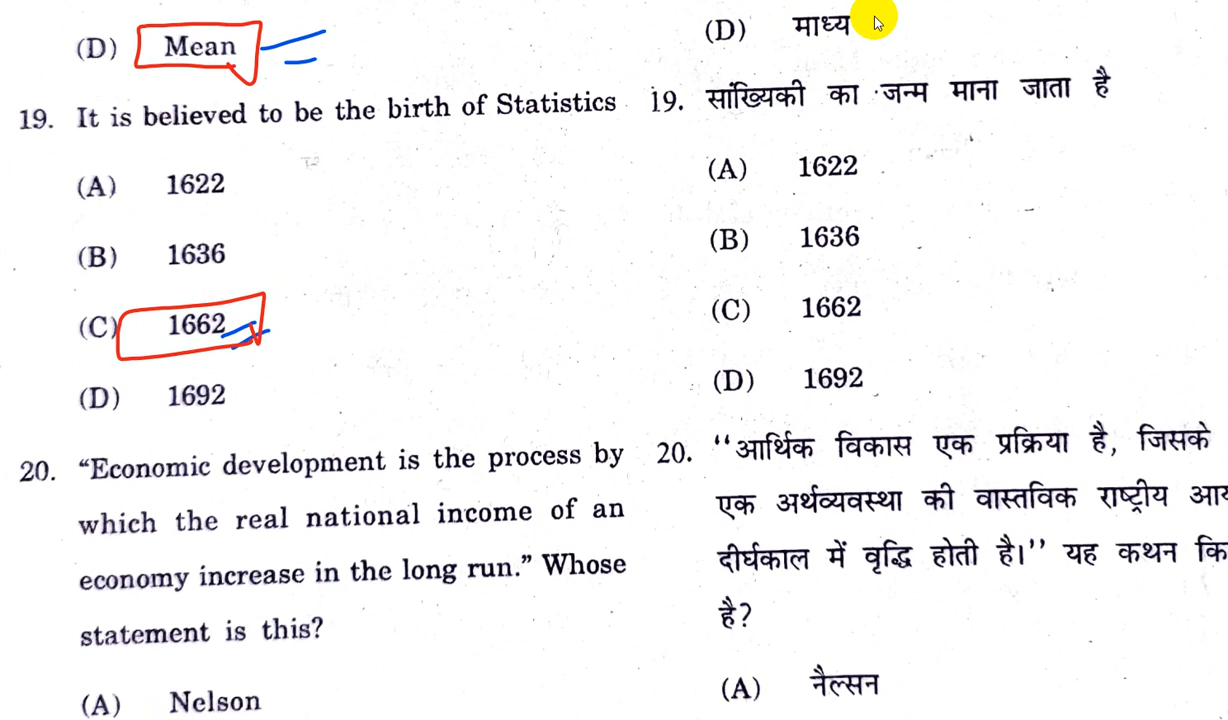 (D) Mean
19. It is believed to be the birth of Statistics
(A) 1622
(B) 1636
(C) 1662
(D) 1692
20. “Economic development is the process by
which the real national income of an
economy increase in the long run.” Whose
statement is this?
(A) Nelson
(D) माध्य
19. सांख्यिकी का जन्म माना जाता है
(A) 1622
(B) 1636
(C) 1662
(D) 1692
20. “आर्थिक विकास एक प्रक्रिया है, जिसके
एक अर्थव्यवस्था की वास्तविक राष्ट्रीय
दीर्घकाल में वृद्धि होती है।” यह कथन
है?
(A) नैल्सन